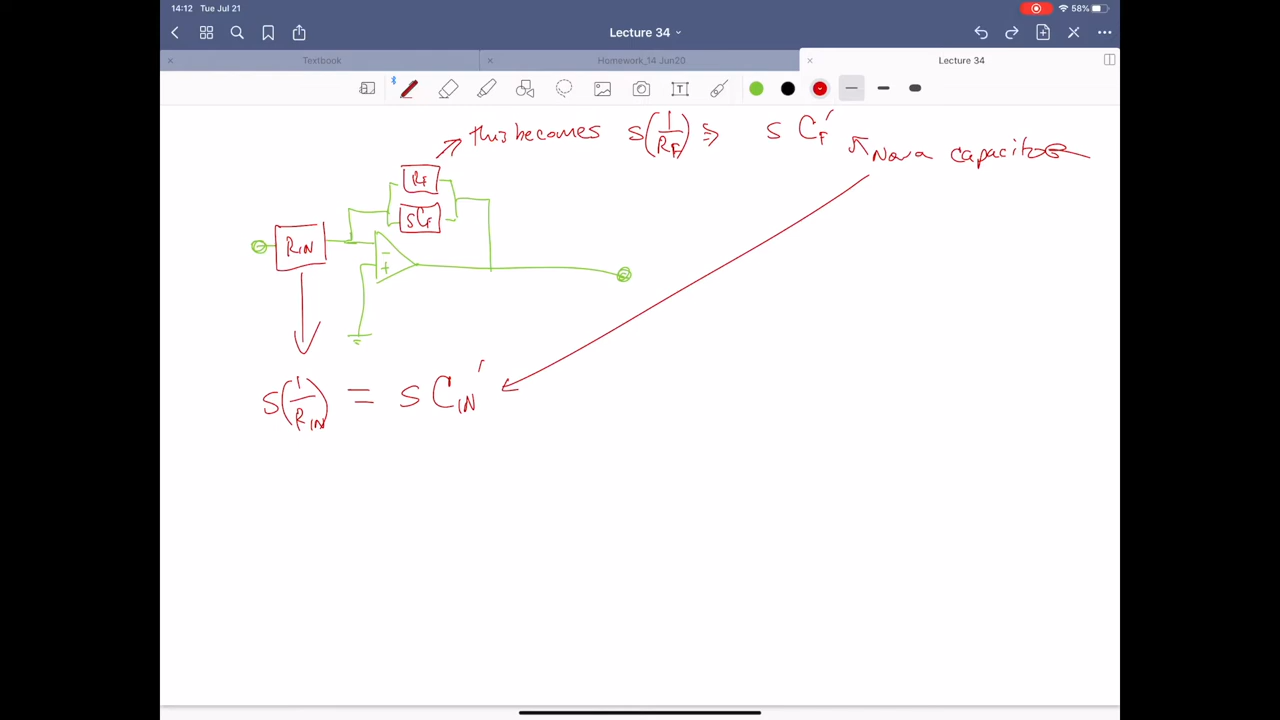 14:12 Tue Jul 21
58%
Lecture 34
Textbook
Homework_14 Jun20
Lecture 34
this becomes S(1/RF) ⇒ S CF'
Now a capacitor
RF
SCF
RIN
-
+
S(1/RIN) = S CIN'